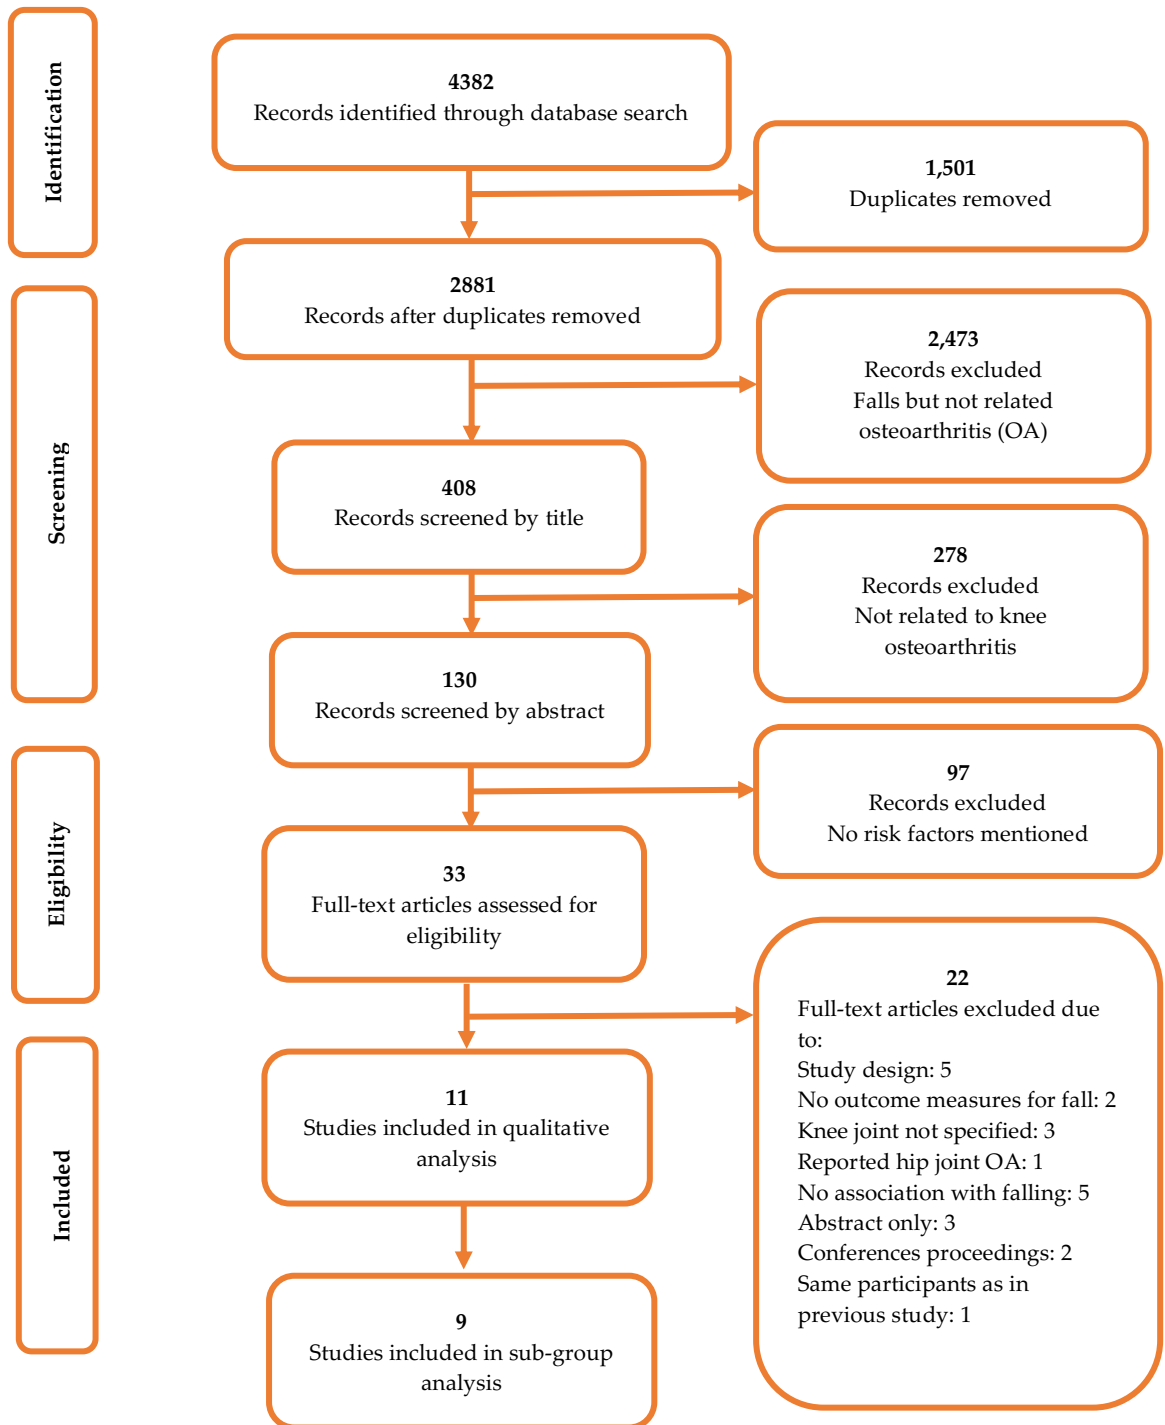 Identification
4382
Records identified through database search
1,501
Duplicates removed
2881
Records after duplicates removed
Screening
2,473
Records excluded
Falls but not related
osteoarthritis (OA)
408
Records screened by title
278
Records excluded
Not related to knee
osteoarthritis
130
Records screened by abstract
Eligibility
97
Records excluded
No risk factors mentioned
33
Full-text articles assessed for
eligibility
22
Full-text articles excluded due
to:
Study design: 5
No outcome measures for fall: 2
Knee joint not specified: 3
Reported hip joint OA: 1
No association with falling: 5
Abstract only: 3
Conferences proceedings: 2
Same participants as in
previous study: 1
Included
11
Studies included in qualitative
analysis
9
Studies included in sub-group
analysis